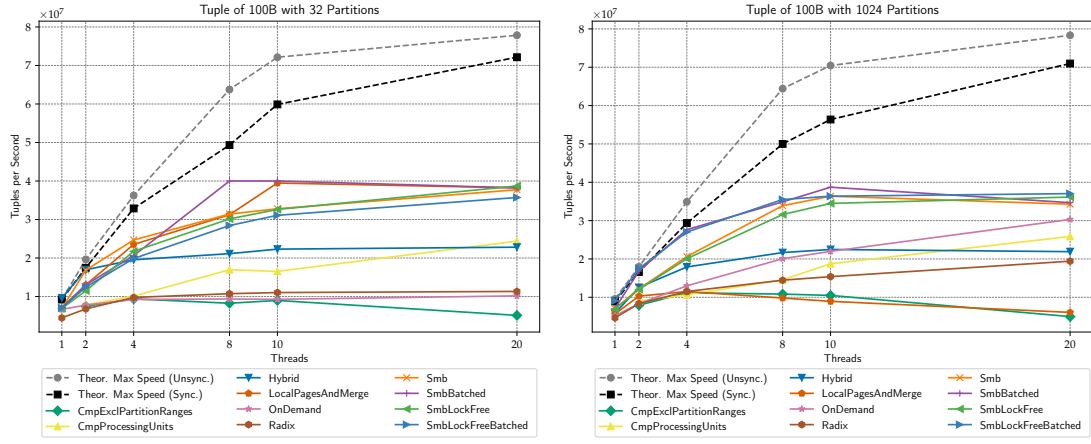 Tuple of 100B with 32 Partitions
×10⁷
8
7
6
5
4
3
2
1
Tuples per Second
1 2 4 8 10 20
Threads
Theor. Max Speed (Unsync.)
Theor. Max Speed (Sync.)
CmpExclPartitionRanges
CmpProcessingUnits
Hybrid
LocalPagesAndMerge
OnDemand
Radix
Smb
SmbBatched
SmbLockFree
SmbLockFreeBatched
Tuple of 100B with 1024 Partitions
×10⁷
8
7
6
5
4
3
2
1
Tuples per Second
1 2 4 8 10 20
Threads
Theor. Max Speed (Unsync.)
Theor. Max Speed (Sync.)
CmpExclPartitionRanges
CmpProcessingUnits
Hybrid
LocalPagesAndMerge
OnDemand
Radix
Smb
SmbBatched
SmbLockFree
SmbLockFreeBatched